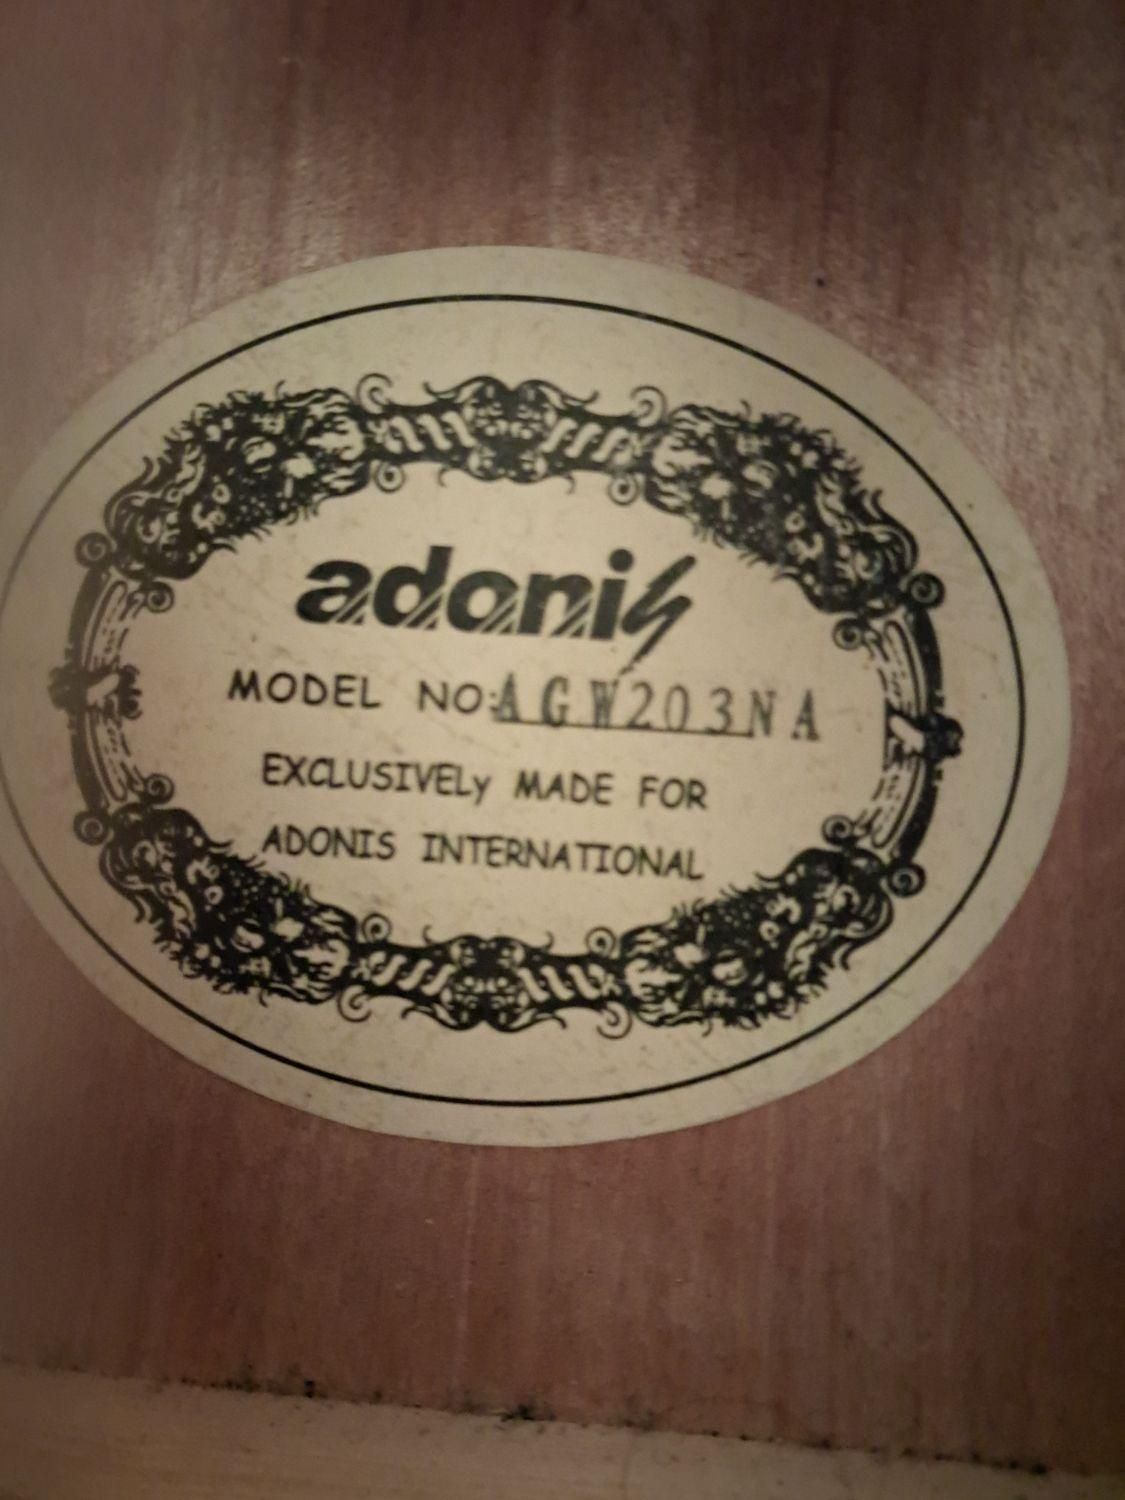 adonis
MODEL NO: AGW203NA
EXCLUSIVELy MADE FOR
ADONIS INTERNATIONAL